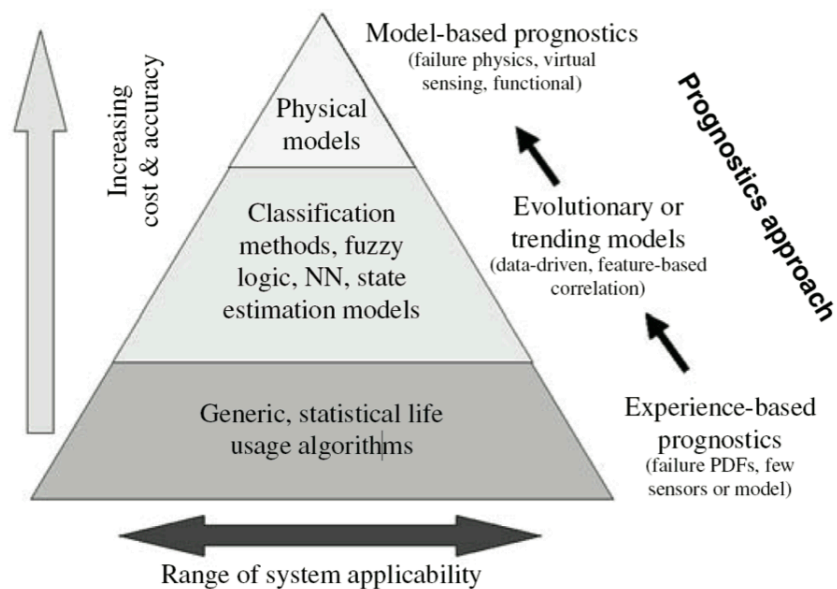 Model-based prognostics
(failure physics, virtual
sensing, functional)
Increasing
cost & accuracy
Physical
models
Prognostics approach
Classification
methods, fuzzy
logic, NN, state
estimation models
Evolutionary or
trending models
(data-driven, feature-based
correlation)
Generic, statistical life
usage algorithms
Experience-based
prognostics
(failure PDFs, few
sensors or model)
Range of system applicability